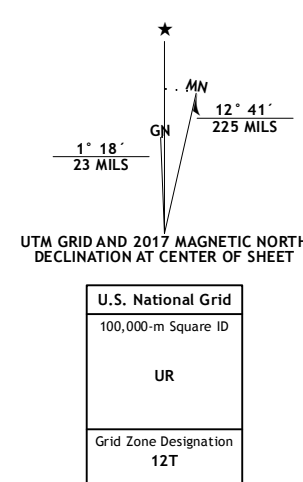 ★
MN
12° 41´
225 MILS
GN
1° 18´
23 MILS
UTM GRID AND 2017 MAGNETIC NORTH
DECLINATION AT CENTER OF SHEET
U.S. National Grid
100,000-m Square ID
UR
Grid Zone Designation
12T